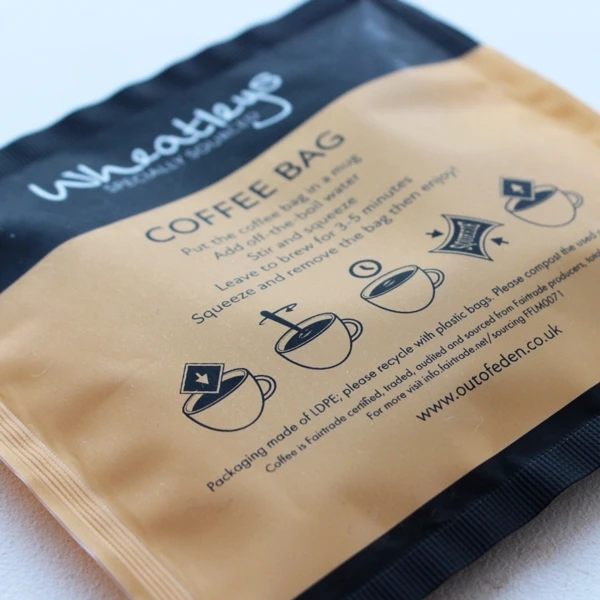 wheatleys
SPECIALLY SOURCED
COFFEE BAG
Put the coffee bag in a mug
Add off-the-boil water
Stir and squeeze
Leave to brew for 3-5 minutes
Squeeze and remove the bag then enjoy!
SQUEEZE
Packaging made of LDPE; please recycle with plastic bags. Please compost the used
Coffee is Fairtrade certified, traded, audited and sourced from Fairtrade producers,
For more visit info.fairtrade.net/sourcing FFLM0071
www.outofeden.co.uk